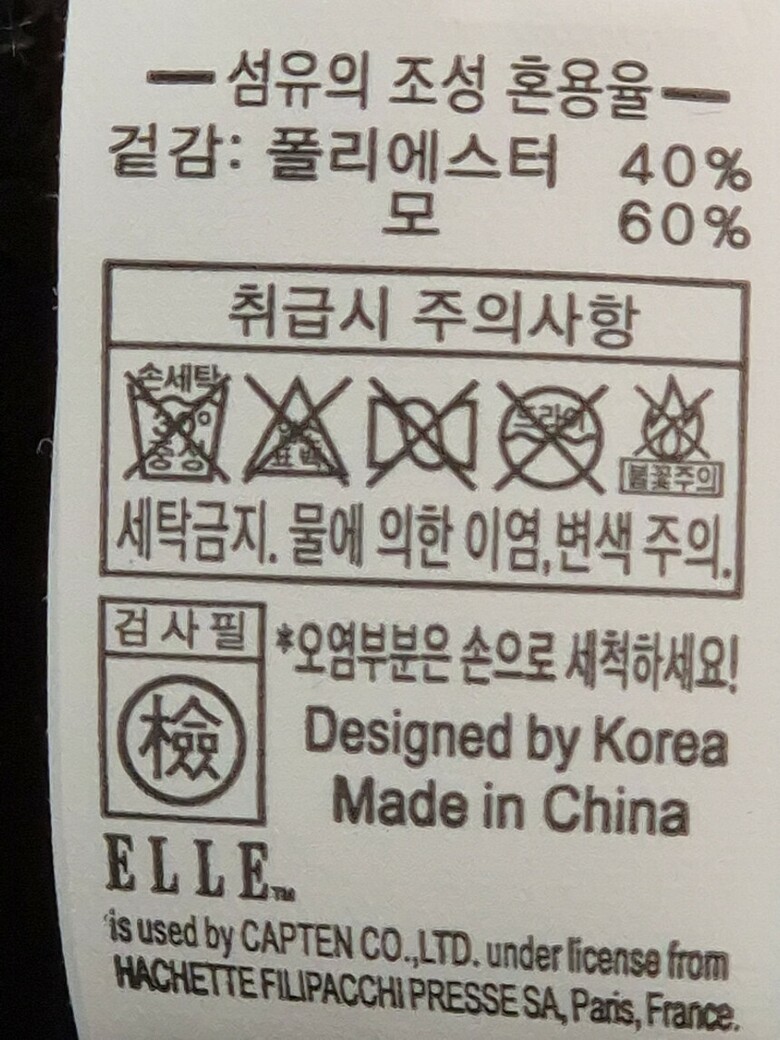 섬유의 조성 혼용율
겉감: 폴리에스터 40%
모 60%
취급시 주의사항
손세탁
30°
중성
표백
드라이
불꽃주의
세탁금지. 물에 의한 이염,변색 주의.
검사필
*오염부분은 손으로 세척하세요!
檢
Designed by Korea
Made in China
ELLE™
is used by CAPTEN CO.,LTD. under license from
HACHETTE FILIPACCHI PRESSE SA, Paris, France.